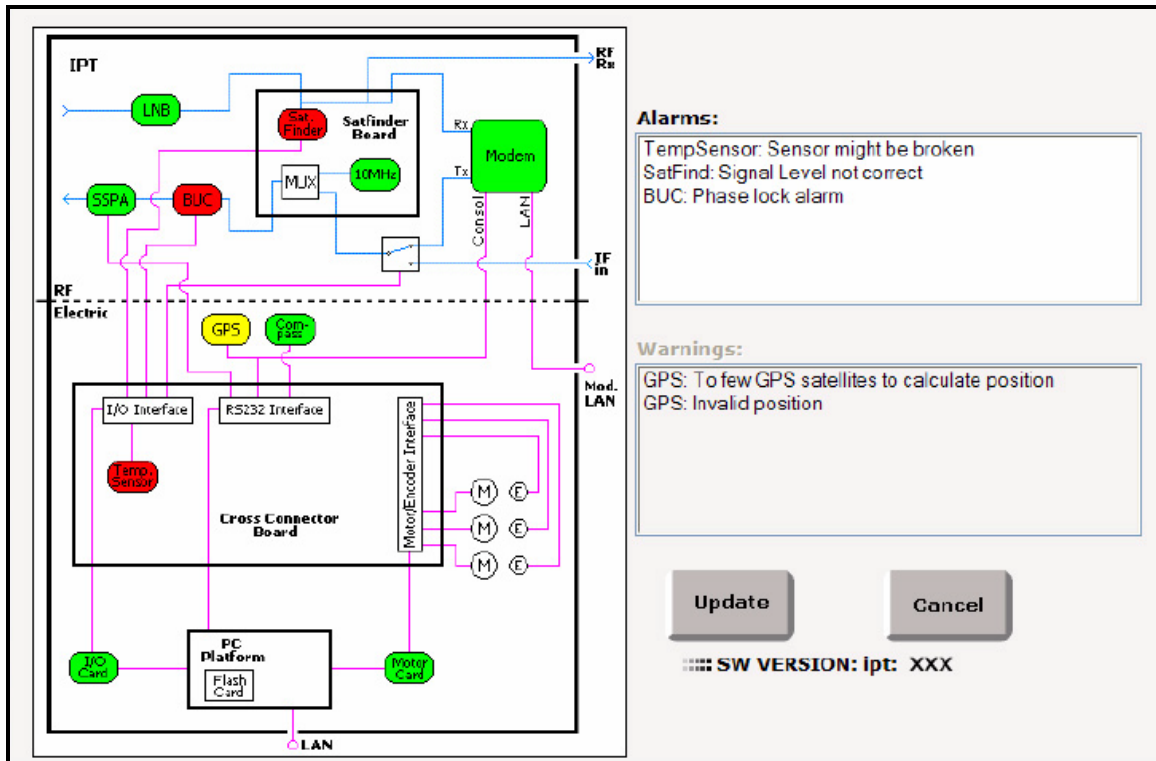 IPT
RF
Rx
LNB
Sat.
Finder
Satfinder
Board
Rx
Modem
Tx
MUX
10MHz
SSPA
BUC
Consol
LAN
IF
in
RF
Electric
GPS
Com-
pass
Mod.
LAN
I/O Interface
RS232 Interface
Motor/Encoder Interface
Temp.
Sensor
Cross Connector
Board
M
E
M
E
M
E
PC
Platform
I/O
Card
Flash
Card
Motor
Card
LAN
Alarms:
TempSensor: Sensor might be broken
SatFind: Signal Level not correct
BUC: Phase lock alarm
Warnings:
GPS: To few GPS satellites to calculate position
GPS: Invalid position
Update
Cancel
SW VERSION: ipt: XXX